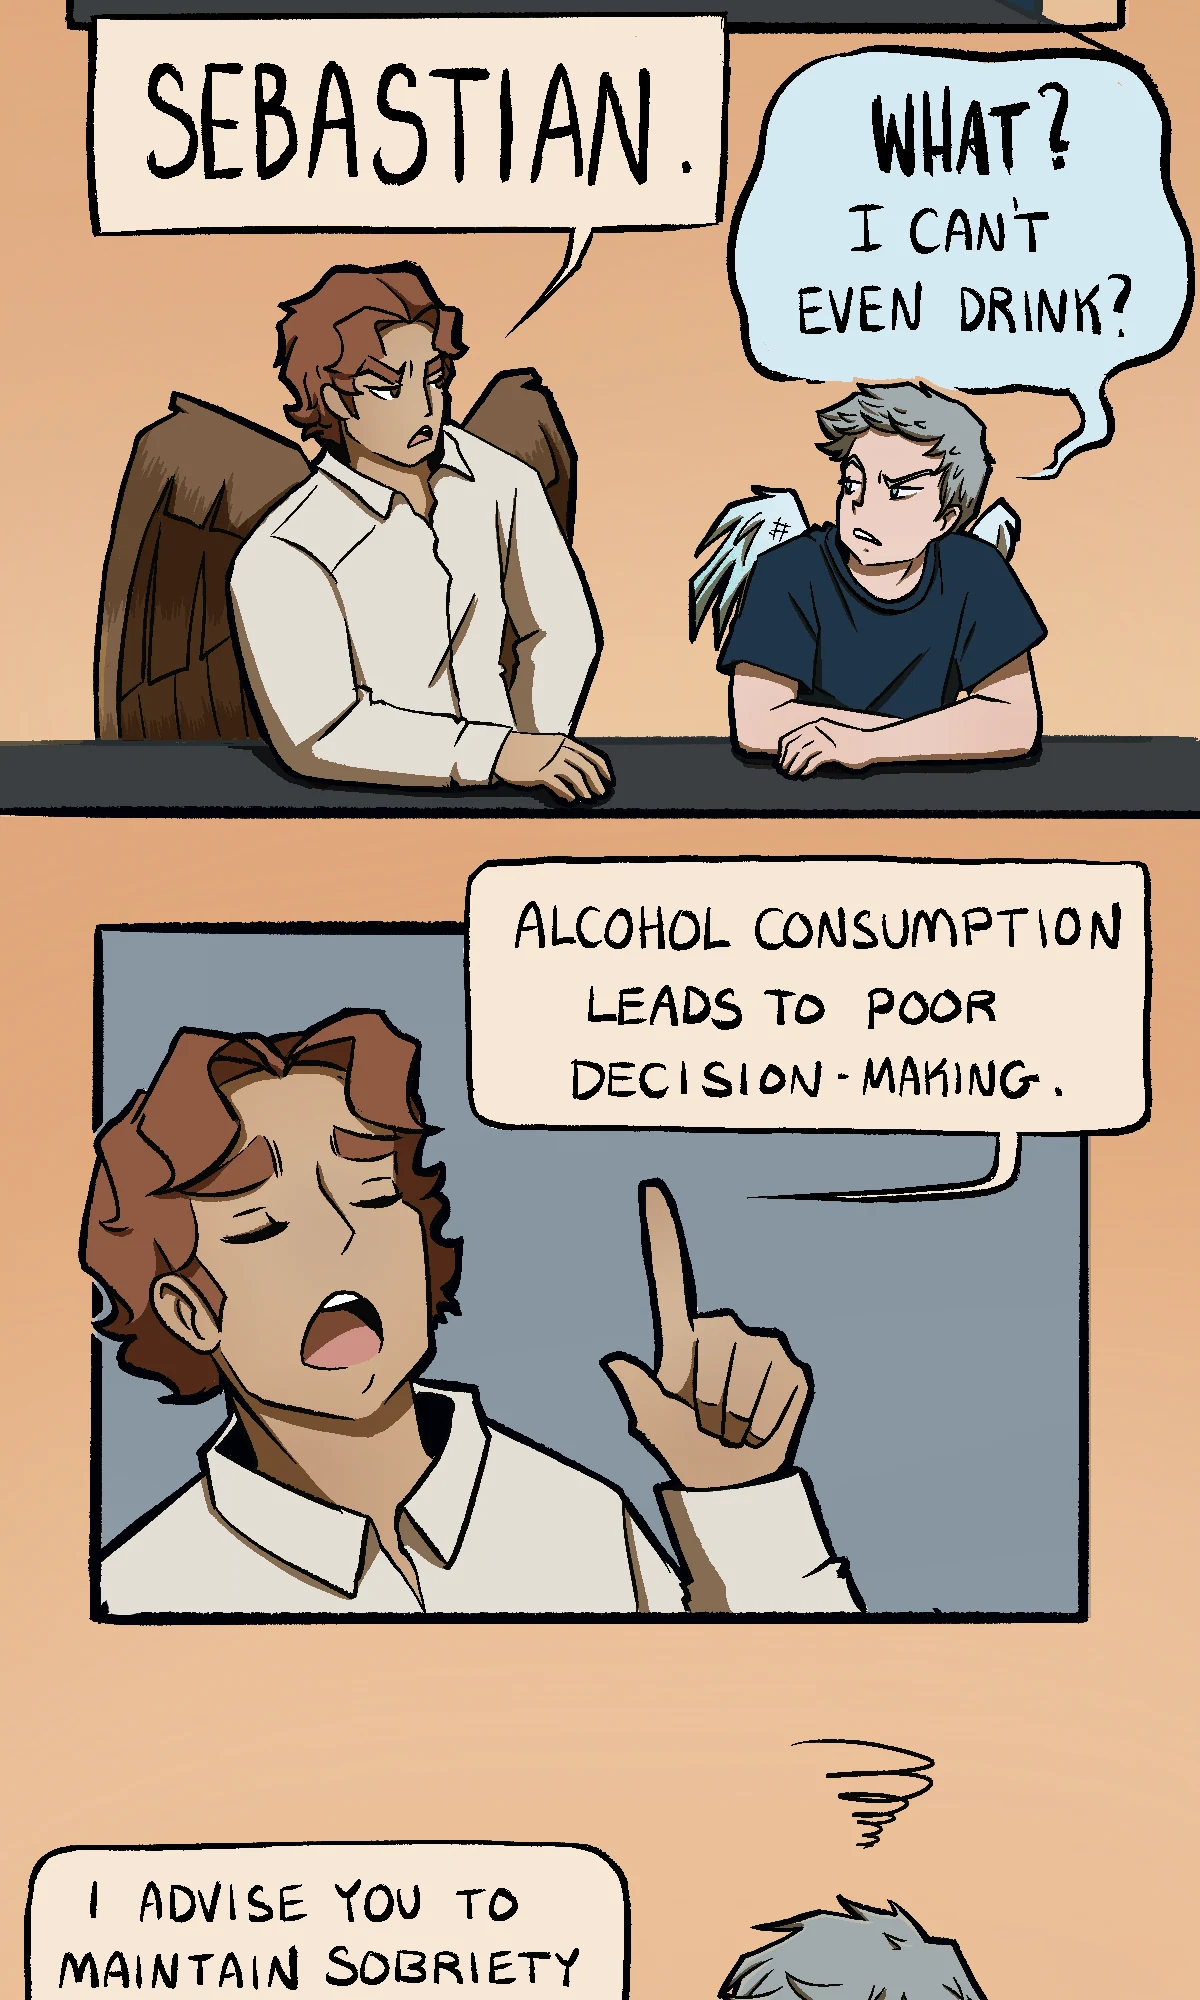 SEBASTIAN.
WHAT?
I CAN'T
EVEN DRINK?
ALCOHOL CONSUMPTION
LEADS TO POOR
DECISION-MAKING.
I ADVISE YOU TO
MAINTAIN SOBRIETY